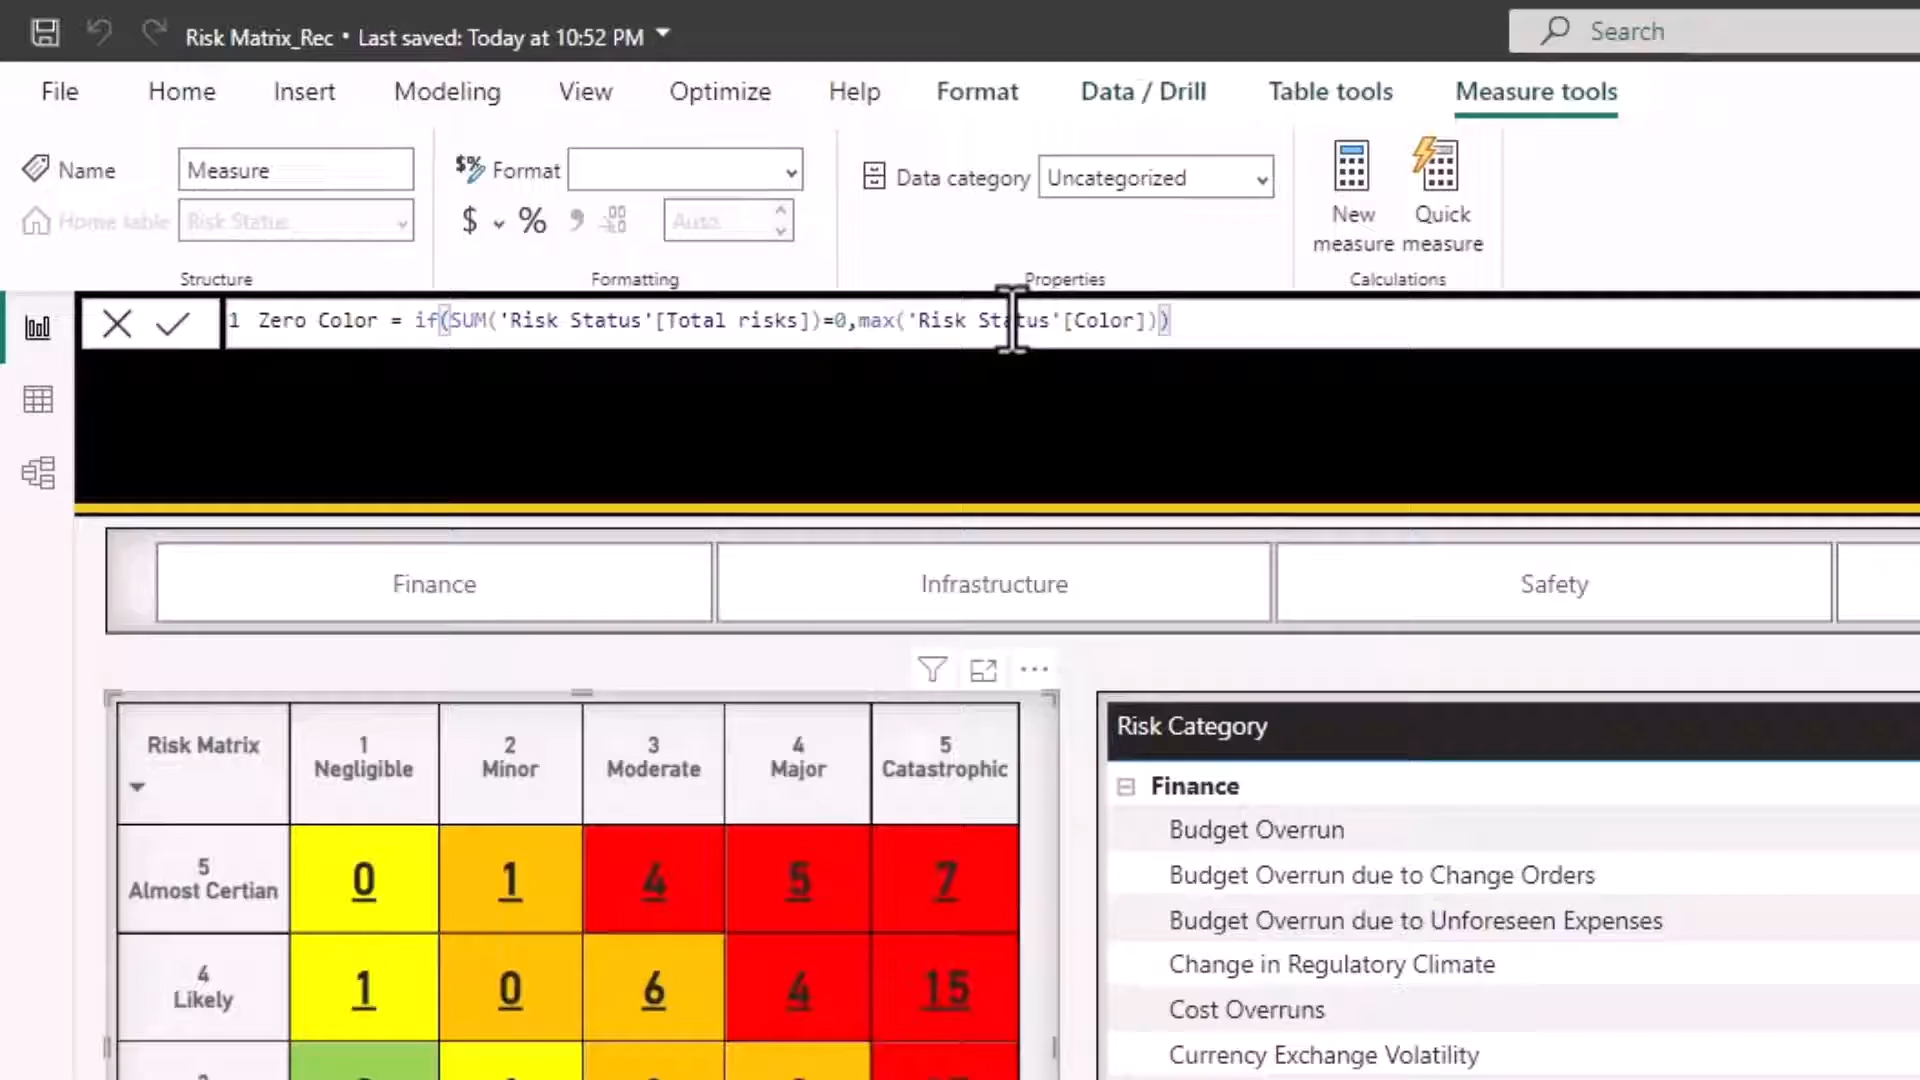 Risk Matrix_Rec • Last saved: Today at 10:52 PM
Search
File Home Insert Modeling View Optimize Help Format Data / Drill Table tools Measure tools
Name Measure
Home table Risk Status
Structure
Format
$ % Auto
Formatting
Data category Uncategorized
Properties
New measure
Quick measure
Calculations
1 Zero Color = if(SUM('Risk Status'[Total risks])=0,max('Risk Status'[Color]))
Finance Infrastructure Safety
Risk Matrix
1 Negligible
2 Minor
3 Moderate
4 Major
5 Catastrophic
5 Almost Certian
0 1 4 5 7
4 Likely
1 0 6 4 15
Risk Category
Finance
Budget Overrun
Budget Overrun due to Change Orders
Budget Overrun due to Unforeseen Expenses
Change in Regulatory Climate
Cost Overruns
Currency Exchange Volatility